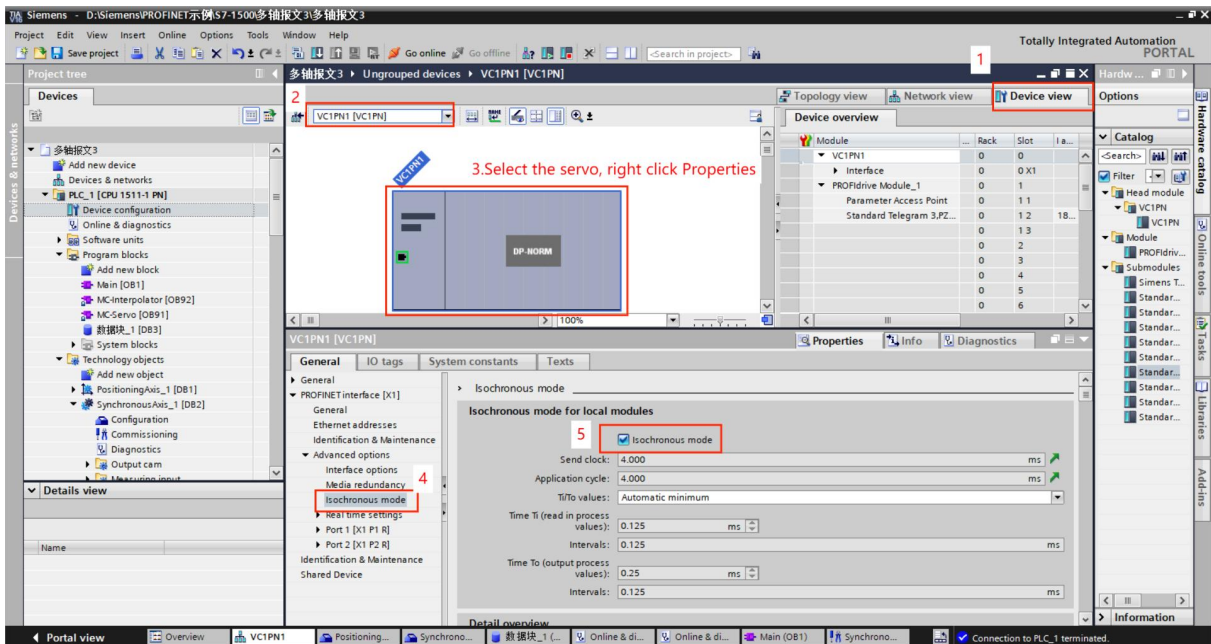 Siemens - D:\Siemens\PROFINET示例\S7-1500\多轴报文3\多轴报文3
Project Edit View Insert Online Options Tools Window Help
Totally Integrated Automation
PORTAL
Save project
Go online
Go offline
<Search in project>
1
Project tree
多轴报文3 ▸ Ungrouped devices ▸ VC1PN1 [VC1PN]
Hardw...
Devices
2
VC1PN1 [VC1PN]
Topology view
Network view
Device view
Options
Device overview
Module ... Rack Slot I a...
VC1PN1 0 0
Interface 0 0 X1
PROFIdrive Module_1 0 1
Parameter Access Point 0 1 1
Standard Telegram 3,PZ... 0 1 2 18...
0 1 3
0 2
0 3
0 4
0 5
0 6
VC1PN1
3.Select the servo, right click Properties
DP-NORM
100%
Devices & networks
多轴报文3
Add new device
Devices & networks
PLC_1 [CPU 1511-1 PN]
Device configuration
Online & diagnostics
Software units
Program blocks
Add new block
Main [OB1]
MC-Interpolator [OB92]
MC-Servo [OB91]
数据块_1 [DB3]
System blocks
Technology objects
Add new object
PositioningAxis_1 [DB1]
SynchronousAxis_1 [DB2]
Configuration
Commissioning
Diagnostics
Output cam
Measuring input
Details view
Name
VC1PN1 [VC1PN]
Properties
Info
Diagnostics
General
IO tags
System constants
Texts
General
PROFINET interface [X1]
General
Ethernet addresses
Identification & Maintenance
Advanced options
Interface options
Media redundancy
4
Isochronous mode
Real time settings
Port 1 [X1 P1 R]
Port 2 [X1 P2 R]
Identification & Maintenance
Shared Device
Isochronous mode
Isochronous mode for local modules
5
Isochronous mode
Send clock: 4.000 ms
Application cycle: 4.000 ms
Ti/To values: Automatic minimum
Time Ti (read in process
values): 0.125 ms
Intervals: 0.125 ms
Time To (output process
values): 0.25 ms
Intervals: 0.125 ms
Detail overview
Catalog
<Search>
Filter
Head module
VC1PN
VC1PN
Module
PROFIdriv...
Submodules
Simens T...
Standar...
Standar...
Standar...
Standar...
Standar...
Standar...
Standar...
Standar...
Standar...
Information
Hardware catalog
Online tools
Tasks
Libraries
Add-ins
Portal view
Overview
VC1PN1
Positioning...
Synchrono...
数据块_1 (...
Online & di...
Online & di...
Main (OB1)
Synchrono...
Connection to PLC_1 terminated.